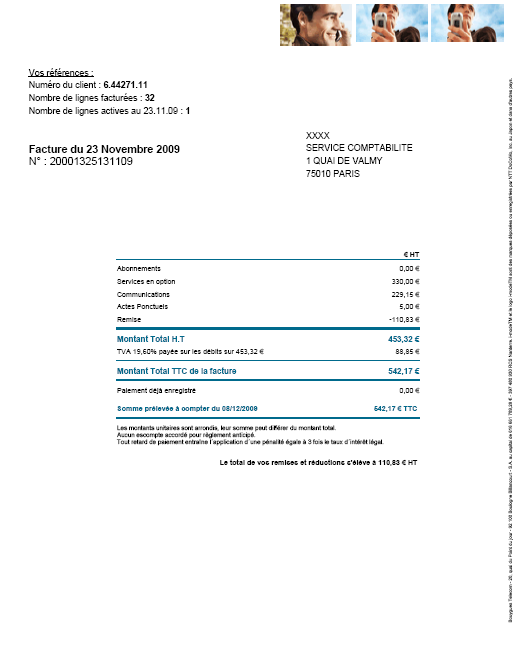 Vos références :
Numéro du client : 6.44271.11
Nombre de lignes facturées : 32
Nombre de lignes actives au 23.11.09 : 1
Facture du 23 Novembre 2009
N° : 20001325131109
XXXX
SERVICE COMPTABILITE
1 QUAI DE VALMY
75010 PARIS
€ HT
Abonnements 0,00 €
Services en option 330,00 €
Communications 229,15 €
Actes Ponctuels 5,00 €
Remise -110,83 €
Montant Total H.T 453,32 €
TVA 19,60% payée sur les débits sur 453,32 € 88,85 €
Montant Total TTC de la facture 542,17 €
Paiement déjà enregistré 0,00 €
Somme prélevée à compter du 08/12/2009 542,17 € TTC
Les montants unitaires sont arrondis, leur somme peut différer du montant total.
Aucun escompte accordé pour règlement anticipé.
Tout retard de paiement entraîne l'application d'une pénalité égale à 3 fois le taux d'intérêt légal.
Le total de vos remises et réductions s'élève à 110,83 € HT